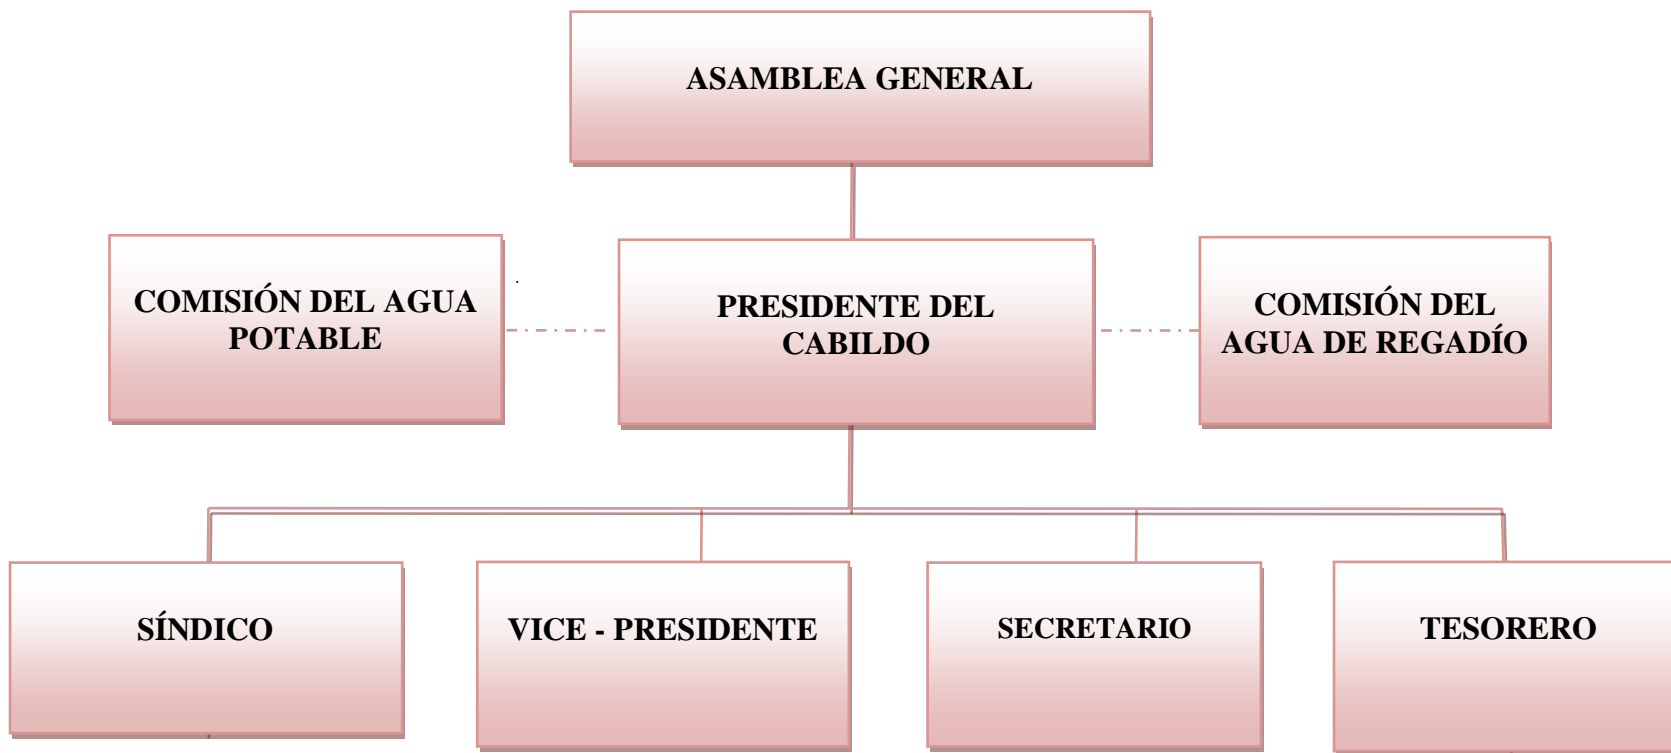 ASAMBLEA GENERAL
COMISIÓN DEL AGUA
POTABLE
PRESIDENTE DEL
CABILDO
COMISIÓN DEL
AGUA DE REGADÍO
SÍNDICO
VICE - PRESIDENTE
SECRETARIO
TESORERO